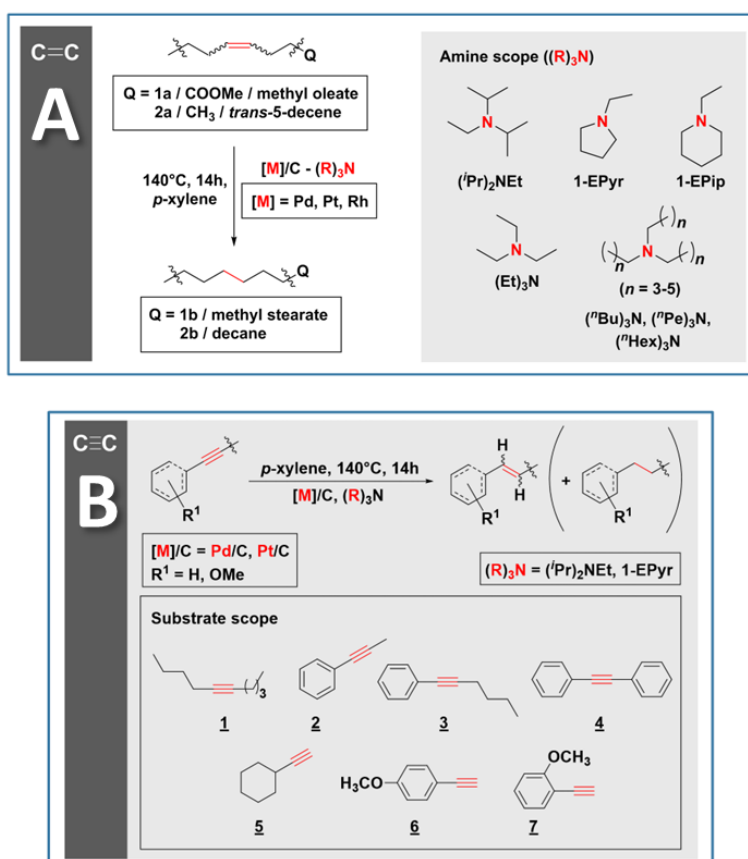 C=C
A
Q
Q = 1a / COOMe / methyl oleate
2a / CH3 / trans-5-decene
140°C, 14h,
p-xylene
[M]/C - (R)3N
[M] = Pd, Pt, Rh
Q
Q = 1b / methyl stearate
2b / decane
Amine scope ((R)3N)
N
N
N
(iPr)2NEt
1-EPyr
1-EPip
N
(Et)3N
( )n
N
( )n
( )n
(n = 3-5)
(nBu)3N, (nPe)3N,
(nHex)3N
C≡C
B
R1
p-xylene, 140°C, 14h
[M]/C, (R)3N
H
H
R1
+
R1
[M]/C = Pd/C, Pt/C
R1 = H, OMe
(R)3N = (iPr)2NEt, 1-EPyr
Substrate scope
( )3
1
2
3
4
5
H3CO
6
OCH3
7